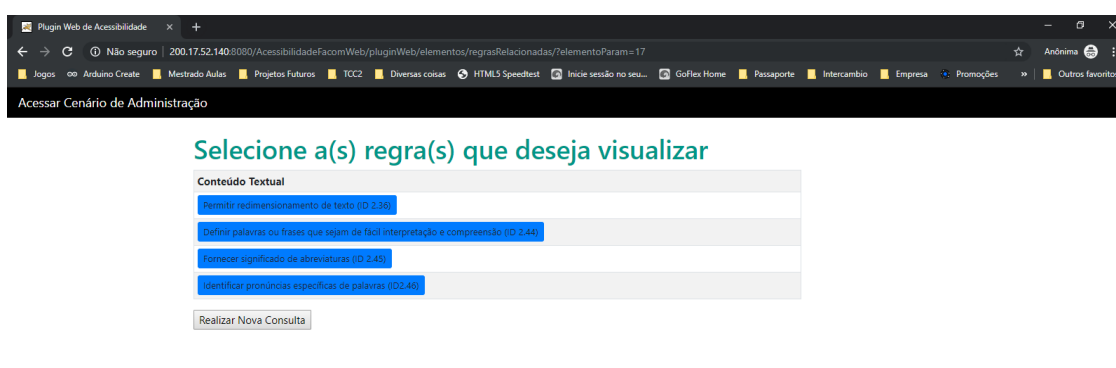 Plugin Web de Acessibilidade
Não seguro | 200.17.52.140:8080/AcessibilidadeFacomWeb/pluginWeb/elementos/regrasRelacionadas/?elementoParam=17
Anônima
Jogos Arduino Create Mestrado Aulas Projetos Futuros TCC2 Diversas coisas HTML5 Speedtest Inicie sessão no seu... GoFlex Home Passaporte Intercambio Empresa Promoções » Outros favoritos
Acessar Cenário de Administração
Selecione a(s) regra(s) que deseja visualizar
Conteúdo Textual
Permitir redimensionamento de texto (ID 2.36)
Definir palavras ou frases que sejam de fácil interpretação e compreensão (ID 2.44)
Fornecer significado de abreviaturas (ID 2.45)
Identificar pronúncias específicas de palavras (ID2.46)
Realizar Nova Consulta